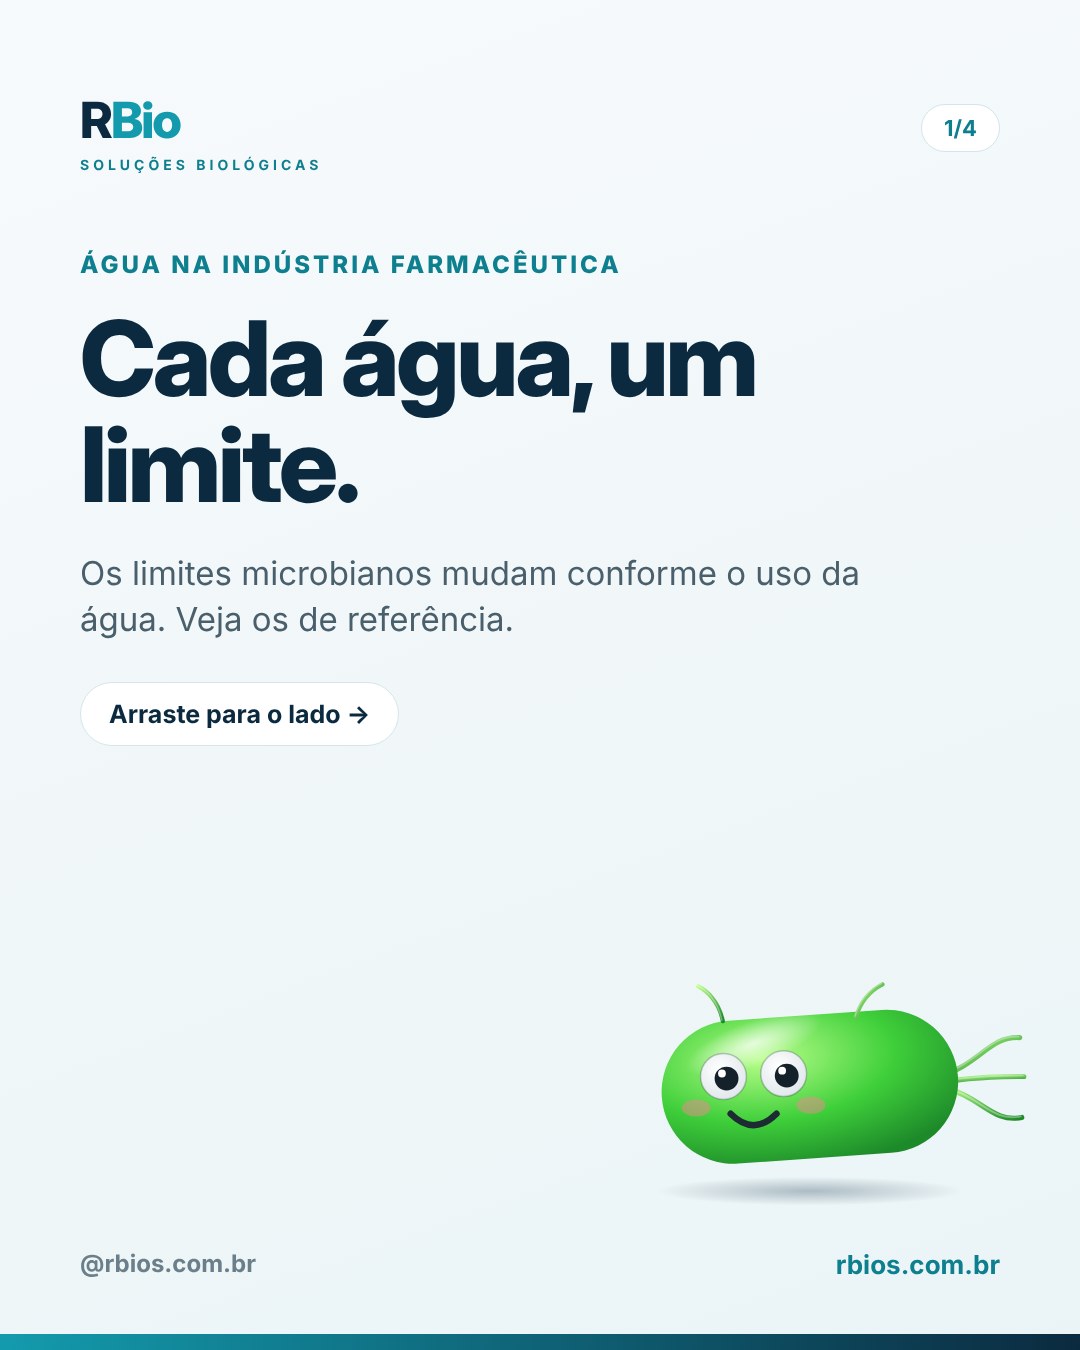 RBio
SOLUÇÕES BIOLÓGICAS
1/4
ÁGUA NA INDÚSTRIA FARMACÊUTICA
Cada água, um
limite.
Os limites microbianos mudam conforme o uso da
água. Veja os de referência.
Arraste para o lado →
@rbios.com.br
rbios.com.br